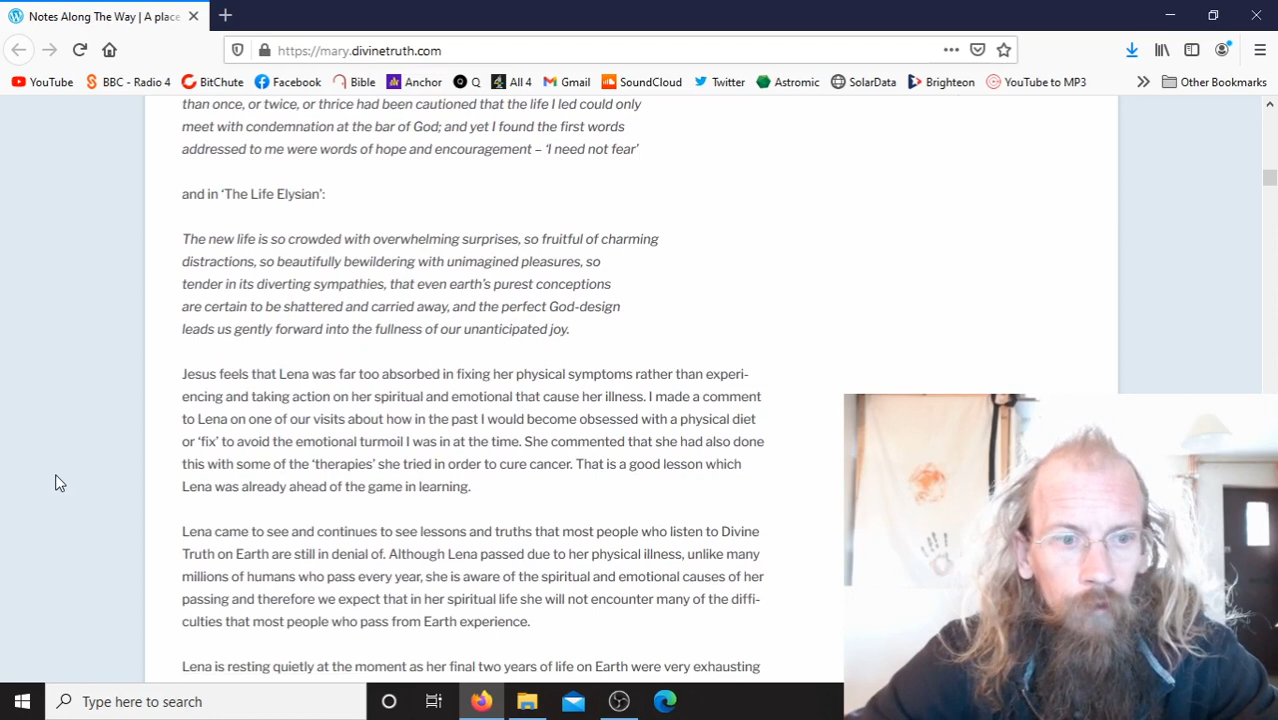 Notes Along The Way | A place
https://mary.divinetruth.com
YouTube BBC - Radio 4 BitChute Facebook Bible Anchor Q All 4 Gmail SoundCloud Twitter Astromic SolarData Brighteon YouTube to MP3 Other Bookmarks
than once, or twice, or thrice had been cautioned that the life I led could only
meet with condemnation at the bar of God; and yet I found the first words
addressed to me were words of hope and encouragement – ‘I need not fear’
and in ‘The Life Elysian’:
The new life is so crowded with overwhelming surprises, so fruitful of charming
distractions, so beautifully bewildering with unimagined pleasures, so
tender in its diverting sympathies, that even earth’s purest conceptions
are certain to be shattered and carried away, and the perfect God-design
leads us gently forward into the fullness of our unanticipated joy.
Jesus feels that Lena was far too absorbed in fixing her physical symptoms rather than experi-
encing and taking action on her spiritual and emotional that cause her illness. I made a comment
to Lena on one of our visits about how in the past I would become obsessed with a physical diet
or ‘fix’ to avoid the emotional turmoil I was in at the time. She commented that she had also done
this with some of the ‘therapies’ she tried in order to cure cancer. That is a good lesson which
Lena was already ahead of the game in learning.
Lena came to see and continues to see lessons and truths that most people who listen to Divine
Truth on Earth are still in denial of. Although Lena passed due to her physical illness, unlike many
millions of humans who pass every year, she is aware of the spiritual and emotional causes of her
passing and therefore we expect that in her spiritual life she will not encounter many of the diffi-
culties that most people who pass from Earth experience.
Lena is resting quietly at the moment as her final two years of life on Earth were very exhausting
Type here to search